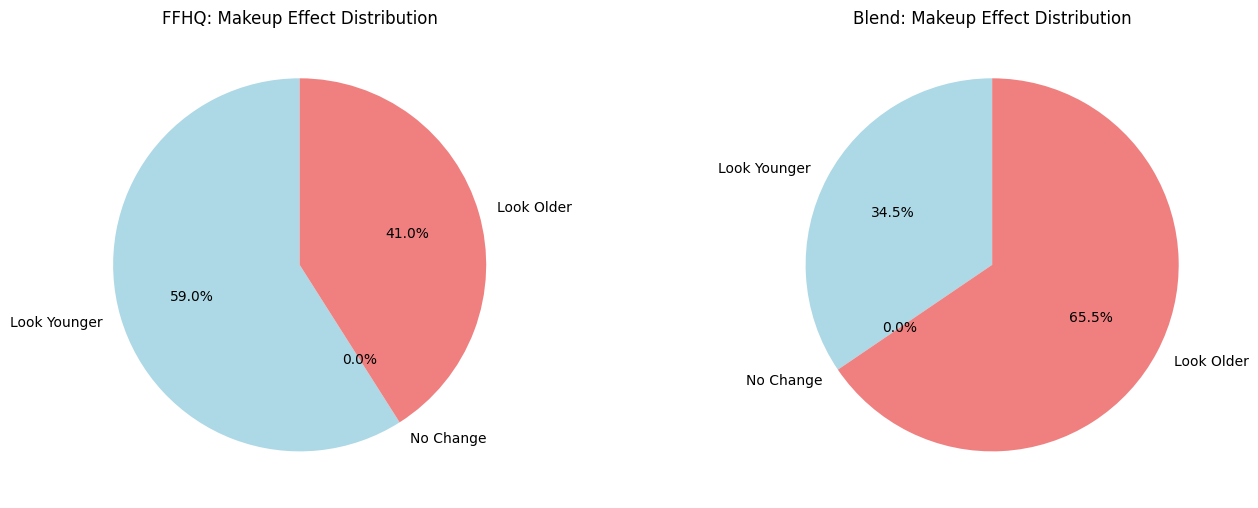 FFHQ: Makeup Effect Distribution
Look Older
41.0%
59.0%
Look Younger
0.0%
No Change
Blend: Makeup Effect Distribution
Look Younger
34.5%
65.5%
0.0%
Look Older
No Change